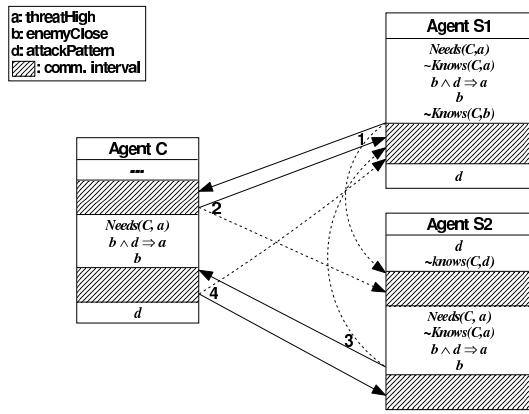 a: threatHigh
b: enemyClose
d: attackPattern
: comm. interval
Agent S1
Needs(C,a)
~Knows(C,a)
b ∧ d ⇒ a
b
~Knows(C,b)
d
1
Agent C
---
2
Needs(C, a)
b ∧ d ⇒ a
b
4
d
Agent S2
d
~knows(C,d)
Needs(C, a)
~Knows(C,a)
b ∧ d ⇒ a
b
3